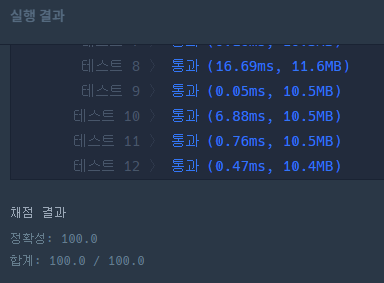 실행 결과
테스트 8 〉 통과 (16.69ms, 11.6MB)
테스트 9 〉 통과 (0.05ms, 10.5MB)
테스트 10 〉 통과 (6.88ms, 10.5MB)
테스트 11 〉 통과 (0.76ms, 10.5MB)
테스트 12 〉 통과 (0.47ms, 10.4MB)
채점 결과
정확성: 100.0
합계: 100.0 / 100.0